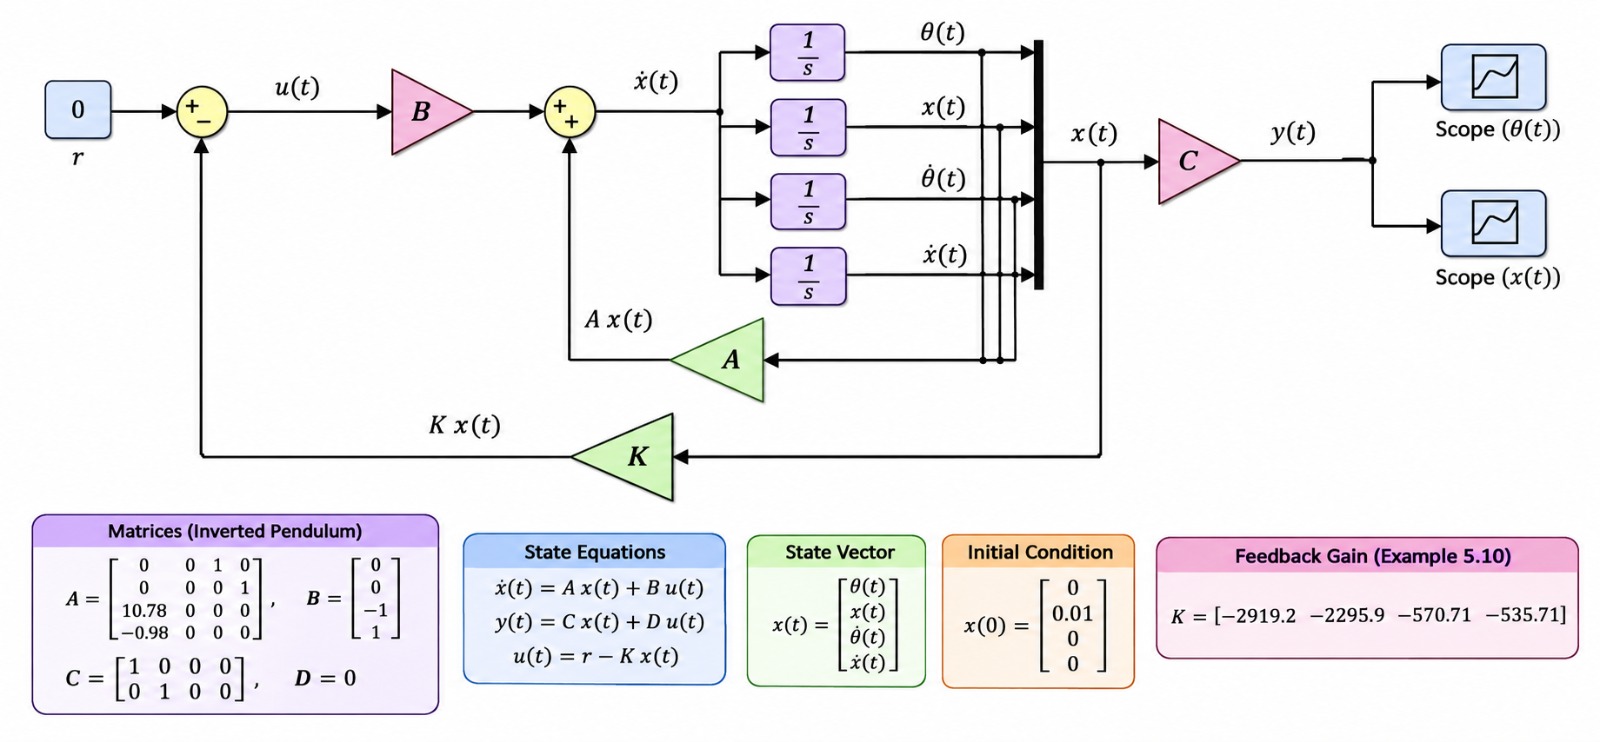 0
r
+
−
u(t)
B
+
+
ẋ(t)
1/s
θ(t)
1/s
x(t)
1/s
θ̇(t)
1/s
ẋ(t)
x(t)
C
y(t)
Scope (θ(t))
Scope (x(t))
A x(t)
A
K x(t)
K
Matrices (Inverted Pendulum)
A = [0 0 1 0
0 0 0 1
10.78 0 0 0
−0.98 0 0 0],
B = [0
0
−1
1]
C = [1 0 0 0
0 1 0 0], D = 0
State Equations
ẋ(t) = A x(t) + B u(t)
y(t) = C x(t) + D u(t)
u(t) = r − K x(t)
State Vector
x(t) = [θ(t)
x(t)
θ̇(t)
ẋ(t)]
Initial Condition
x(0) = [0
0.01
0
0]
Feedback Gain (Example 5.10)
K = [−2919.2 −2295.9 −570.71 −535.71]